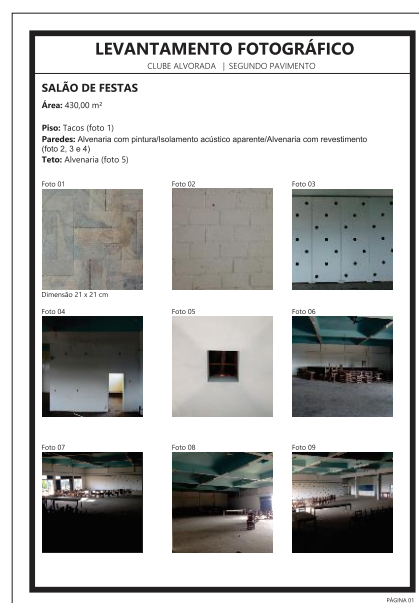 LEVANTAMENTO FOTOGRÁFICO
CLUBE ALVORADA | SEGUNDO PAVIMENTO
SALÃO DE FESTAS
Área: 430,00 m²
Piso: Tacos (foto 1)
Paredes: Alvenaria com pintura/Isolamento acústico aparente/Alvenaria com revestimento
(foto 2, 3 e 4)
Teto: Alvenaria (foto 5)
Foto 01
Foto 02
Foto 03
Dimensão 21 x 21 cm
Foto 04
Foto 05
Foto 06
Foto 07
Foto 08
Foto 09
PÁGINA 01